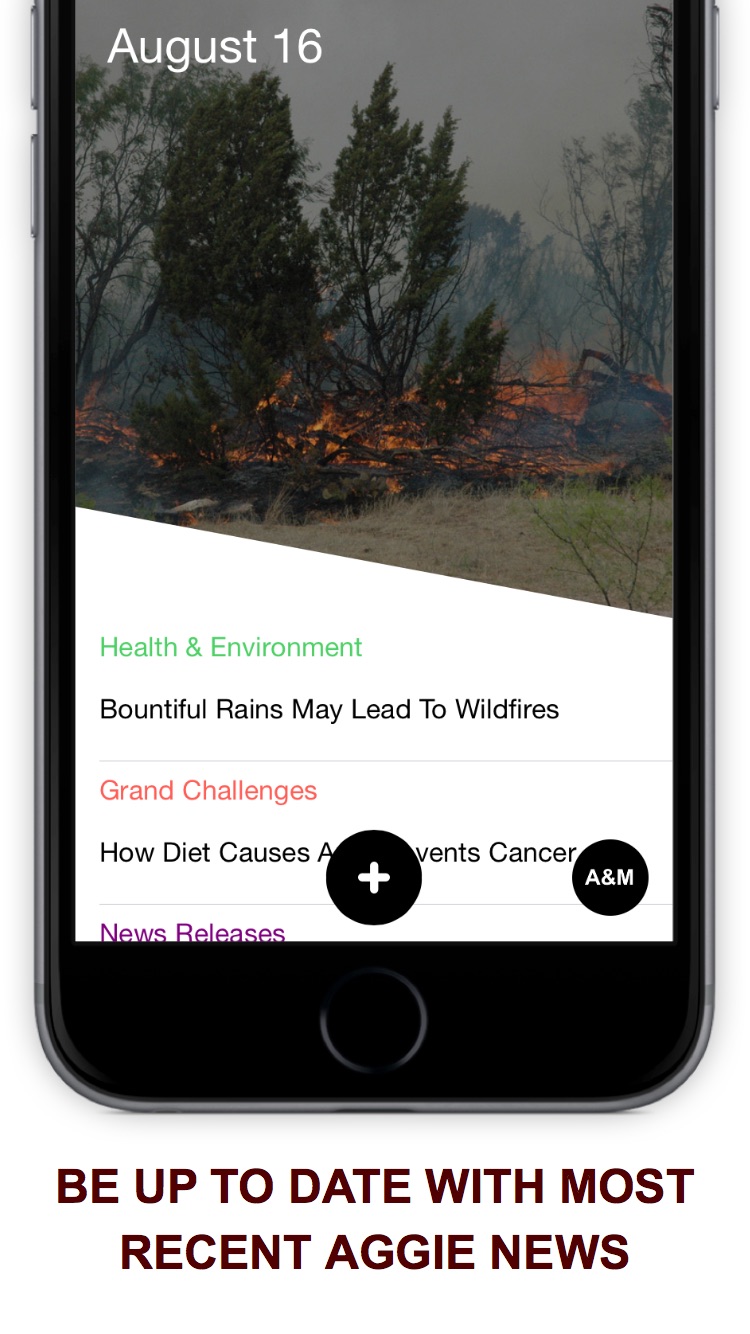 August 16
Health & Environment
Bountiful Rains May Lead To Wildfires
Grand Challenges
How Diet Causes A vents Cancer
A&M
News Releases
BE UP TO DATE WITH MOST
RECENT AGGIE NEWS